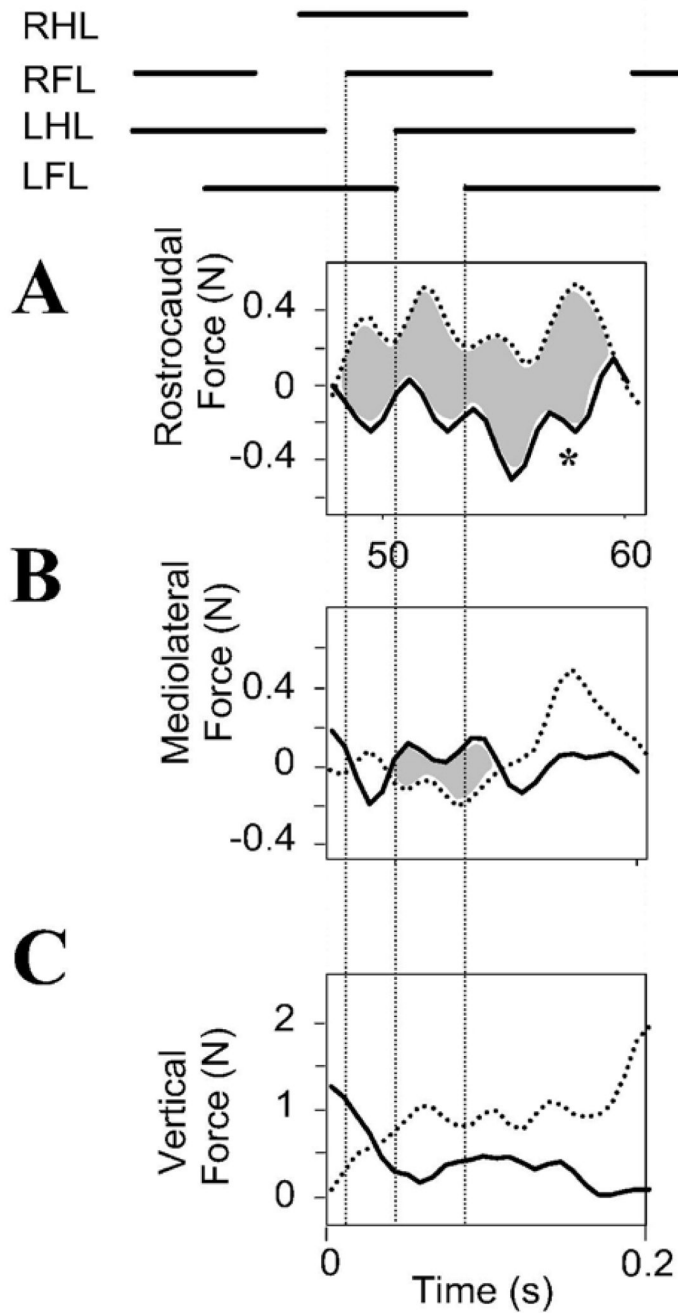 RHL
RFL
LHL
LFL
A
Rostrocaudal
Force (N)
0.4
0
-0.4
*
50
60
B
Mediolateral
Force (N)
0.4
0
-0.4
C
Vertical
Force (N)
2
1
0
0
0.2
Time (s)